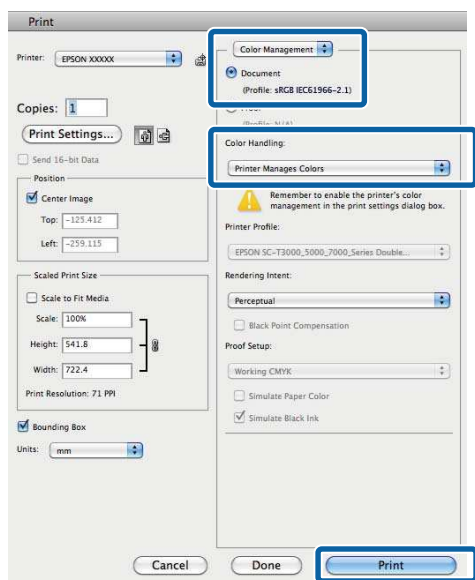 Print
Printer: EPSON XXXXX
Copies: 1
Print Settings...
Send 16-bit Data
Position
Center Image
Top: -125.412
Left: -259.115
Scaled Print Size
Scale to Fit Media
Scale: 100%
Height: 541.8
Width: 722.4
Print Resolution: 71 PPI
Bounding Box
Units: mm
Color Management
Document
(Profile: sRGB IEC61966-2.1)
Color Handling:
Printer Manages Colors
Remember to enable the printer's color
management in the print settings dialog box.
Printer Profile:
EPSON SC-T3000_5000_7000_Series Double...
Rendering Intent:
Perceptual
Black Point Compensation
Proof Setup:
Working CMYK
Simulate Paper Color
Simulate Black Ink
Cancel
Done
Print